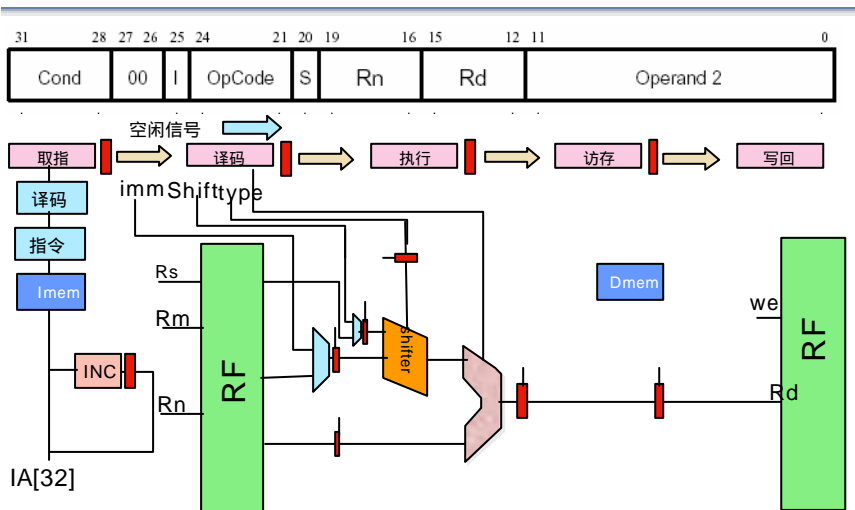 31 28 27 26 25 24 21 20 19 16 15 12 11 0
Cond 00 I OpCode S Rn Rd Operand 2
空闲信号
取指 译码 执行 访存 写回
译码
imm Shift type
指令
Imem
Rs
Dmem
Rm
we
shifter
RF
RF
INC
Rn
Rd
IA[32]